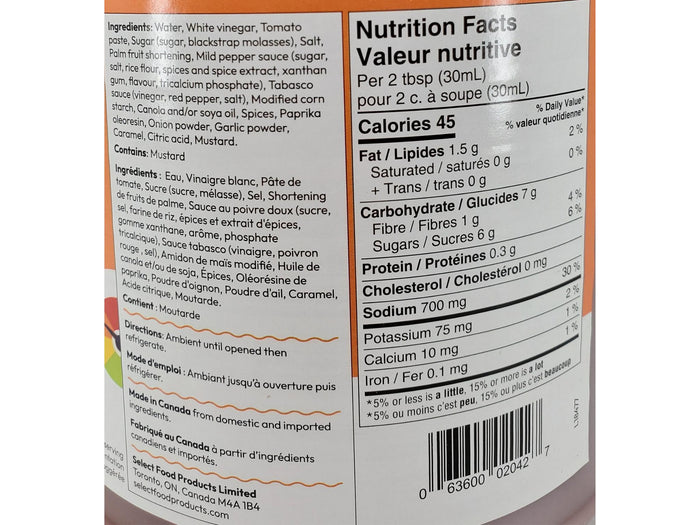 Ingredients: Water, White vinegar, Tomato
paste, Sugar (sugar, blackstrap molasses), Salt,
Palm fruit shortening, Mild pepper sauce (sugar,
salt, rice flour, spices and spice extract, xanthan
gum, flavour, tricalcium phosphate), Tabasco
sauce (vinegar, red pepper, salt), Modified corn
starch, Canola and/or soya oil, Spices, Paprika
oleoresin, Onion powder, Garlic powder,
Caramel, Citric acid, Mustard.
Contains: Mustard
Ingrédients : Eau, Vinaigre blanc, Pâte de
tomate, Sucre (sucre, mélasse), Sel, Shortening
de fruits de palme, Sauce au poivre doux (sucre,
sel, farine de riz, épices et extrait d'épices,
gomme xanthane, arôme, phosphate
tricalcique), Sauce tabasco (vinaigre, poivron
rouge , sel), Amidon de maïs modifié, Huile de
canola et/ou de soja, Épices, Oléorésine de
paprika, Poudre d'oignon, Poudre d'ail, Caramel,
Acide citrique, Moutarde.
Contient : Moutarde
Directions: Ambient until opened then
refrigerate.
Mode d'emploi : Ambiant jusqu'à ouverture puis
réfrigérer.
Made in Canada from domestic and imported
ingredients.
Fabriqué au Canada à partir d'ingrédients
canadiens et importés.
Select Food Products Limited
Toronto, ON, Canada M4A 1B4
selectfoodproducts.com
serving
Nutrition Facts
Valeur nutritive
Per 2 tbsp (30mL)
pour 2 c. à soupe (30mL)
Calories 45
% Daily Value*
% valeur quotidienne*
Fat / Lipides 1.5 g 2 %
Saturated / saturés 0 g 0 %
+ Trans / trans 0 g
Carbohydrate / Glucides 7 g
Fibre / Fibres 1 g 4 %
Sugars / Sucres 6 g 6 %
Protein / Protéines 0.3 g
Cholesterol / Cholestérol 0 mg
Sodium 700 mg 30 %
Potassium 75 mg 2 %
Calcium 10 mg 1 %
Iron / Fer 0.1 mg 1 %
*5% or less is a little, 15% or more is a lot
*5% ou moins c'est peu, 15% ou plus c'est beaucoup
L18477
0 63600 02042 7